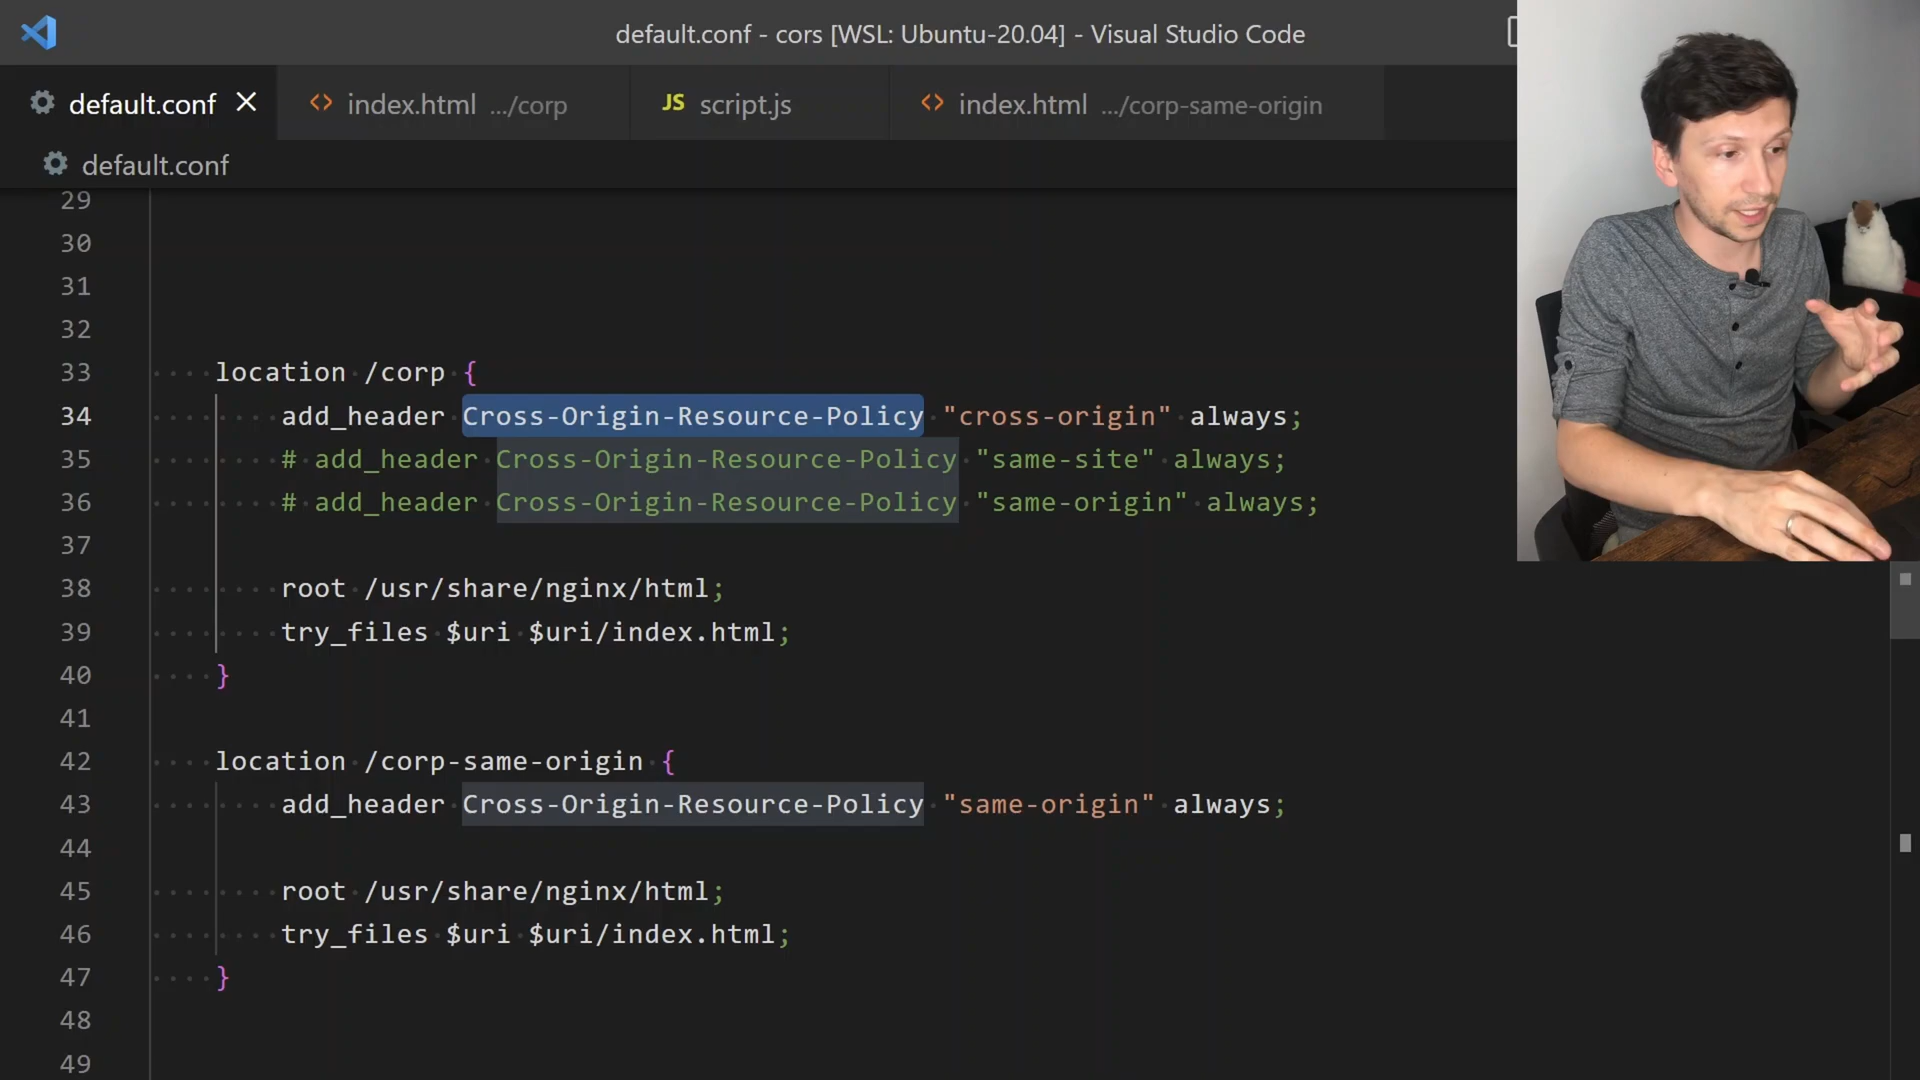 default.conf - cors [WSL: Ubuntu-20.04] - Visual Studio Code
default.conf
index.html .../corp
JS script.js
index.html .../corp-same-origin
default.conf
29
30
31
32
33 location /corp {
34 add_header Cross-Origin-Resource-Policy "cross-origin" always;
35 # add_header Cross-Origin-Resource-Policy "same-site" always;
36 # add_header Cross-Origin-Resource-Policy "same-origin" always;
37
38 root /usr/share/nginx/html;
39 try_files $uri $uri/index.html;
40 }
41
42 location /corp-same-origin {
43 add_header Cross-Origin-Resource-Policy "same-origin" always;
44
45 root /usr/share/nginx/html;
46 try_files $uri $uri/index.html;
47 }
48
49